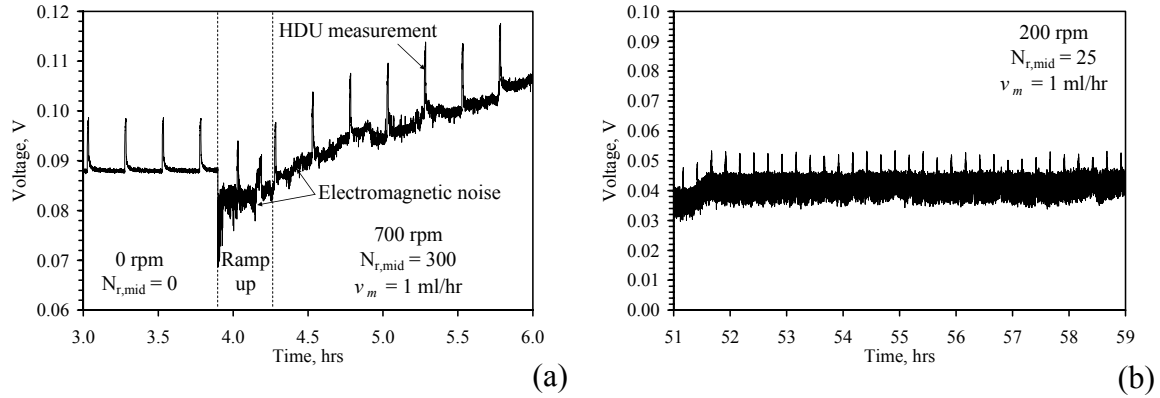 0.12
0.11
0.10
0.09
0.08
0.07
0.06
Voltage, V
HDU measurement
Electromagnetic noise
0 rpm
N_{r,mid} = 0
Ramp
up
700 rpm
N_{r,mid} = 300
v_m = 1 ml/hr
3.0 3.5 4.0 4.5 5.0 5.5 6.0
Time, hrs
(a)
0.10
0.09
0.08
0.07
0.06
0.05
0.04
0.03
0.02
0.01
0.00
Voltage, V
200 rpm
N_{r,mid} = 25
v_m = 1 ml/hr
51 52 53 54 55 56 57 58 59
Time, hrs
(b)